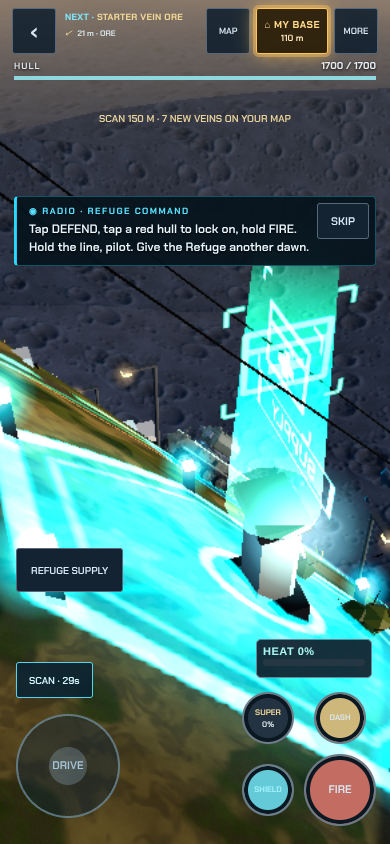 NEXT · STARTER VEIN ORE
✓ 21 m · ORE
MAP
⌂ MY BASE
110 m
MORE
HULL
1700 / 1700
SCAN 150 M · 7 NEW VEINS ON YOUR MAP
◉ RADIO · REFUGE COMMAND
Tap DEFEND, tap a red hull to lock on, hold FIRE.
Hold the line, pilot. Give the Refuge another dawn.
SKIP
SUPPLY
REFUGE SUPPLY
HEAT 0%
SCAN · 29s
SUPER
0%
DASH
DRIVE
SHIELD
FIRE